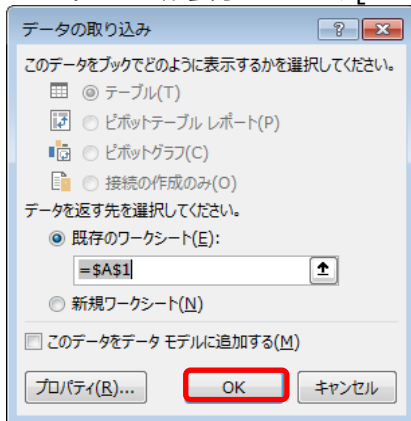 データの取り込み
このデータをブックでどのように表示するかを選択してください。
テーブル(T)
ピボットテーブル レポート(P)
ピボットグラフ(C)
接続の作成のみ(O)
データを返す先を選択してください。
既存のワークシート(E):
=$A$1
新規ワークシート(N)
このデータをデータ モデルに追加する(M)
プロパティ(R)... OK キャンセル